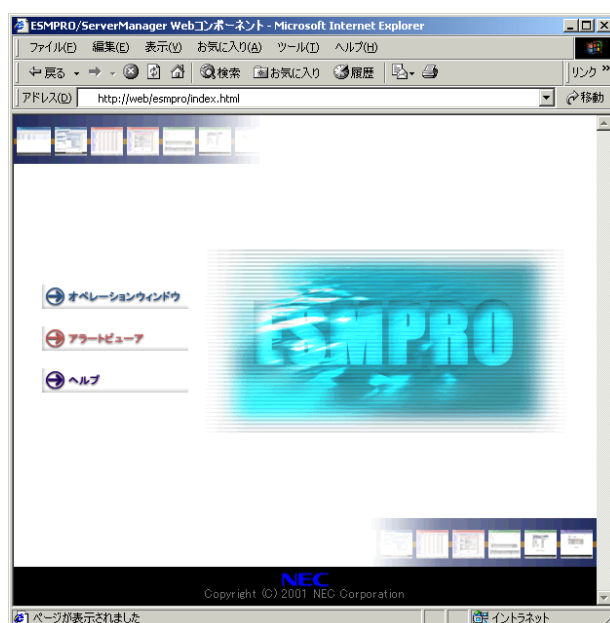 ESMPRO/ServerManager Webコンポーネント - Microsoft Internet Explorer
ファイル(F) 編集(E) 表示(V) お気に入り(A) ツール(T) ヘルプ(H)
戻る 検索 お気に入り 履歴 リンク »
アドレス(D) http://web/esmpro/index.html 移動
オペレーションウィンドウ
アラートビューア
ヘルプ
ESMPRO
NEC
Copyright (C) 2001 NEC Corporation
ページが表示されました イントラネット